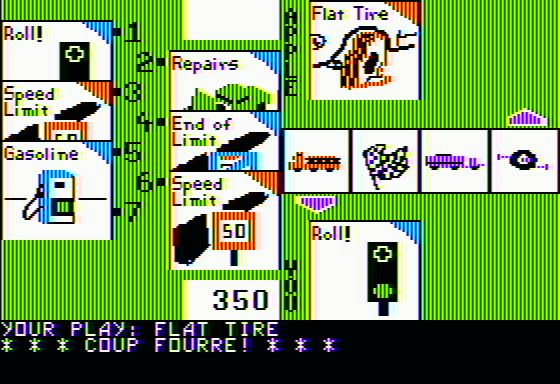 Roll!
1
2
Repairs
3
Speed
Limit
4
End of
Limit
5
Gasoline
6
Speed
Limit
50
7
350
APPLE
Flat Tire
YOU
Roll!
YOUR PLAY: FLAT TIRE
* * * COUP FOURRE! * * *